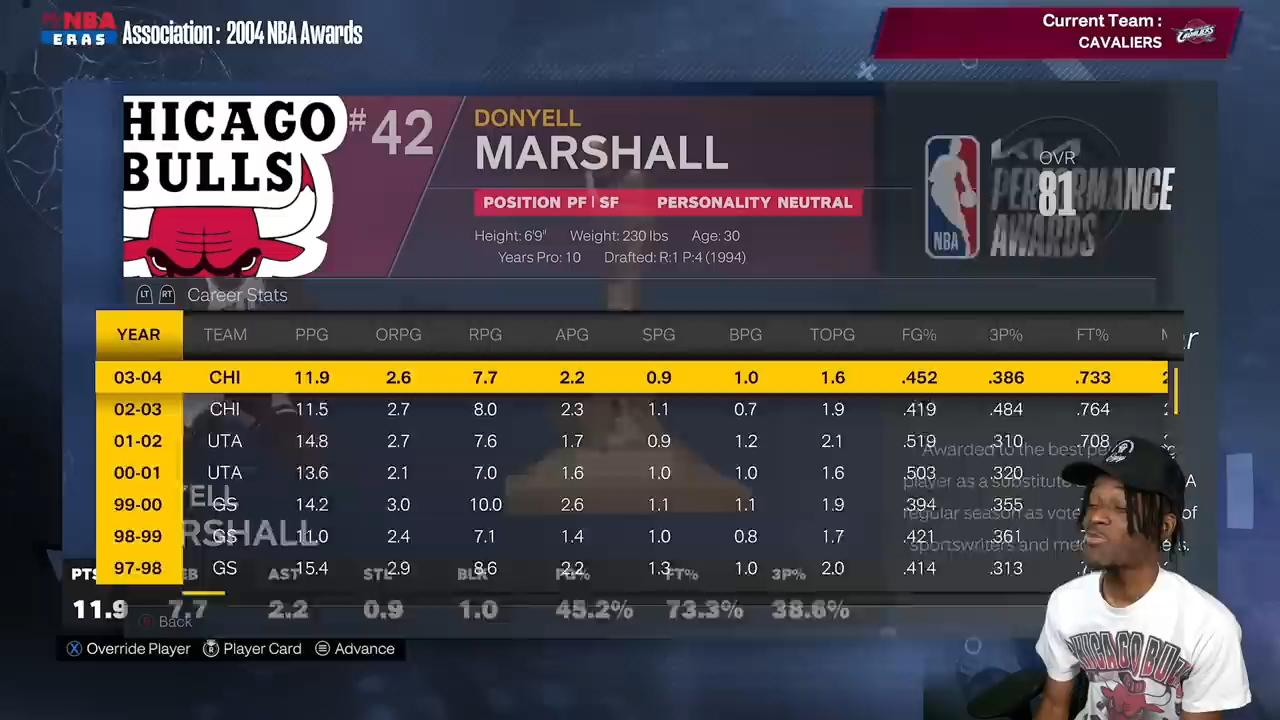 NBA ERAS
Association : 2004 NBA Awards
Current Team :
CAVALIERS
CAVALIERS
HICAGO
BULLS
#42
DONYELL
MARSHALL
POSITION PF | SF PERSONALITY NEUTRAL
Height: 6'9" Weight: 230 lbs Age: 30
Years Pro: 10 Drafted: R:1 P:4 (1994)
NBA
KIA
PERFORMANCE
AWARDS
OVR
81
LT RT Career Stats
YEAR TEAM PPG ORPG RPG APG SPG BPG TOPG FG% 3P% FT%
03-04 CHI 11.9 2.6 7.7 2.2 0.9 1.0 1.6 .452 .386 .733
02-03 CHI 11.5 2.7 8.0 2.3 1.1 0.7 1.9 .419 .484 .764
01-02 UTA 14.8 2.7 7.6 1.7 0.9 1.2 2.1 .519 .310 .708
00-01 UTA 13.6 2.1 7.0 1.6 1.0 1.0 1.6 .503 .320
99-00 GS 14.2 3.0 10.0 2.6 1.1 1.1 1.9 .394 .355
98-99 GS 11.0 2.4 7.1 1.4 1.0 0.8 1.6 .421 .361
97-98 GS 15.4 2.9 8.6 2.2 1.3 1.0 2.0 .414 .313
Awarded to the best
player as a substitute
regular season as of
sportswriters and
YELL
RSHALL
PTS EB AST STL BLK FG% FT% 3P%
11.9 7.7 2.2 0.9 1.0 45.2% 73.3% 38.6%
Back
X Override Player R Player Card Advance
CHICAGO BULLS